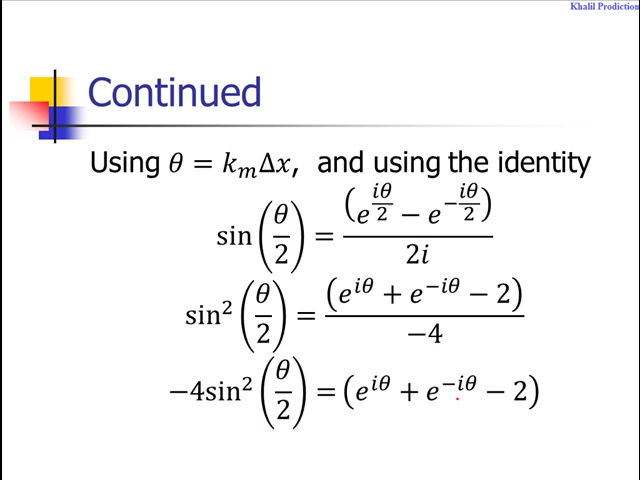 Khalil Prodiction
Continued
Using θ = kₘΔx, and using the identity
sin(θ/2) = (e^(iθ/2) − e^(−iθ/2)) / 2i
sin²(θ/2) = (e^(iθ) + e^(−iθ) − 2) / −4
−4sin²(θ/2) = (e^(iθ) + e^(−iθ) − 2)